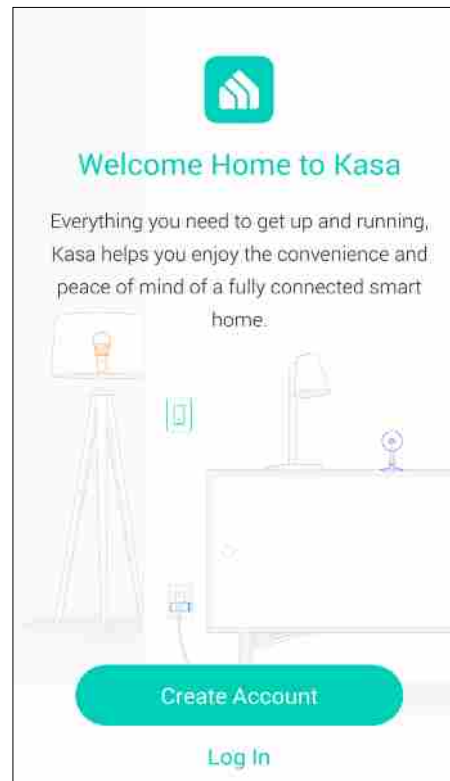 Welcome Home to Kasa
Everything you need to get up and running,
Kasa helps you enjoy the convenience and
peace of mind of a fully connected smart
home.
Create Account
Log In